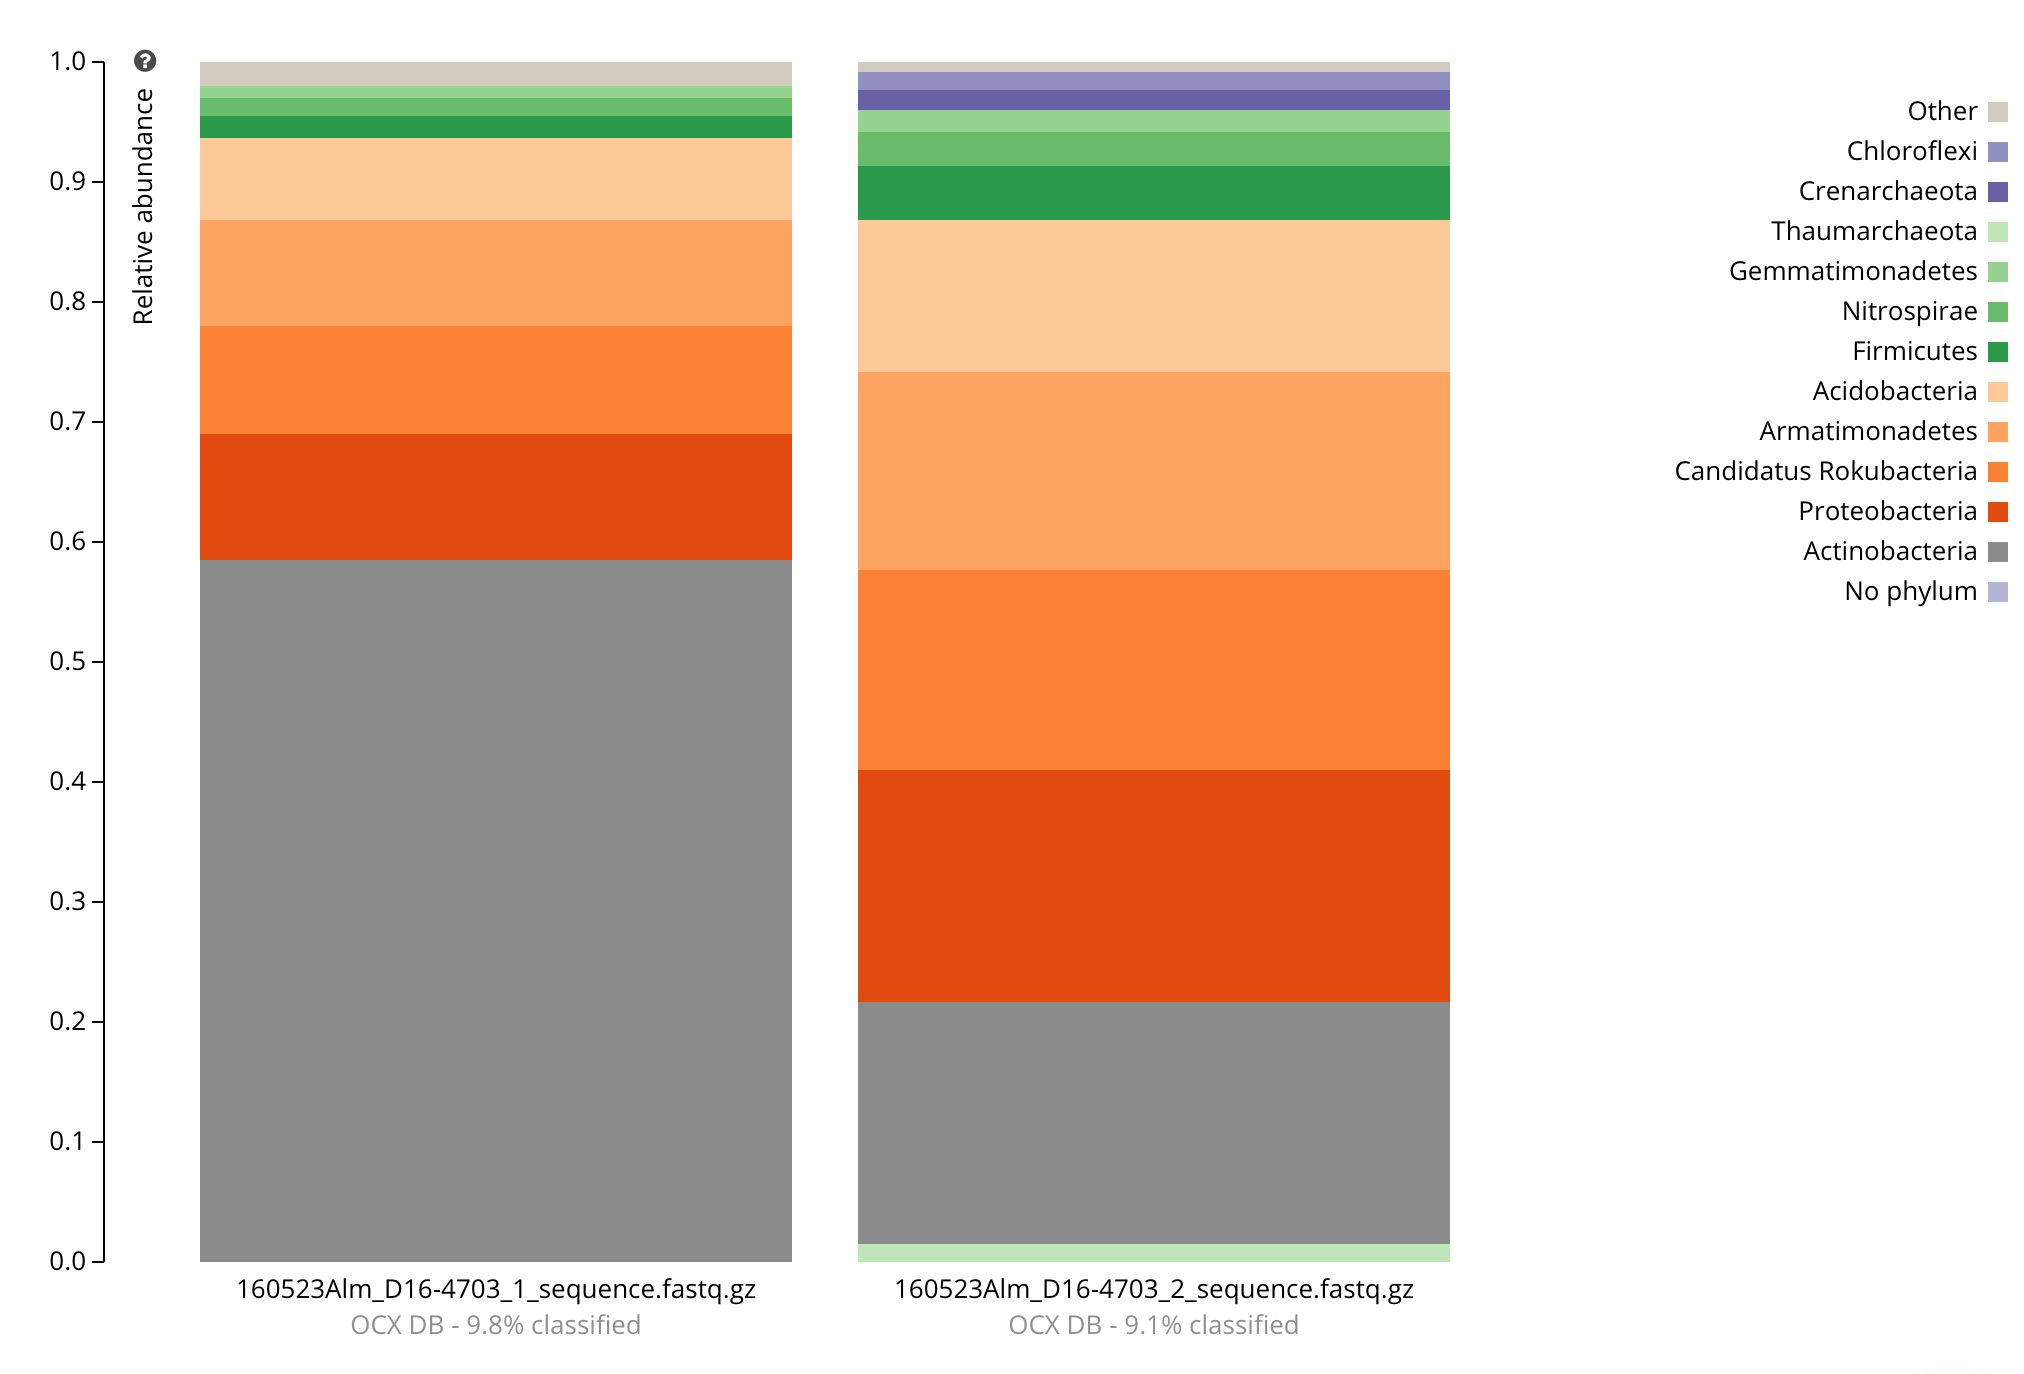 1.0
0.9
0.8
0.7
0.6
0.5
0.4
0.3
0.2
0.1
0.0
?
Relative abundance
160523Alm_D16-4703_1_sequence.fastq.gz
OCX DB - 9.8% classified
160523Alm_D16-4703_2_sequence.fastq.gz
OCX DB - 9.1% classified
Other
Chloroflexi
Crenarchaeota
Thaumarchaeota
Gemmatimonadetes
Nitrospirae
Firmicutes
Acidobacteria
Armatimonadetes
Candidatus Rokubacteria
Proteobacteria
Actinobacteria
No phylum